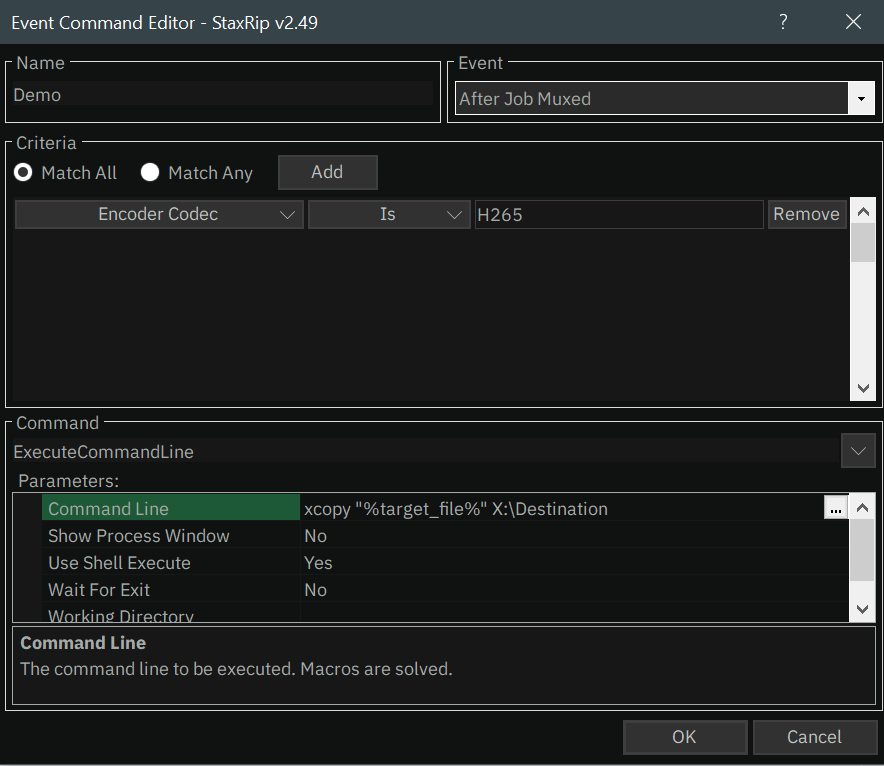 Event Command Editor - StaxRip v2.49
?
Name
Event
Demo
After Job Muxed
Criteria
Match All
Match Any
Add
Encoder Codec
Is
H265
Remove
Command
ExecuteCommandLine
Parameters:
Command Line
xcopy "%target_file%" X:\Destination
...
Show Process Window
No
Use Shell Execute
Yes
Wait For Exit
No
Working Directory
Command Line
The command line to be executed. Macros are solved.
OK
Cancel